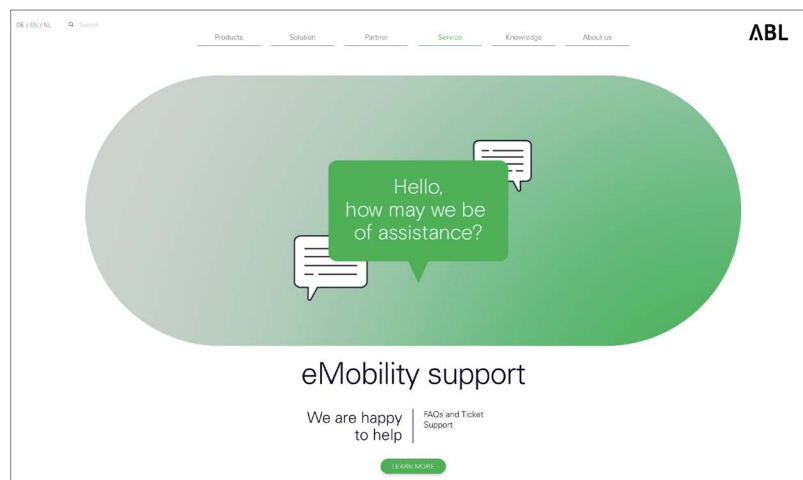 DE / EN / NL
Search
Products
Solution
Partner
Service
Knowledge
About us
ABL
Hello,
how may we be
of assistance?
eMobility support
We are happy
to help
FAQs and Ticket
Support
LEARN MORE